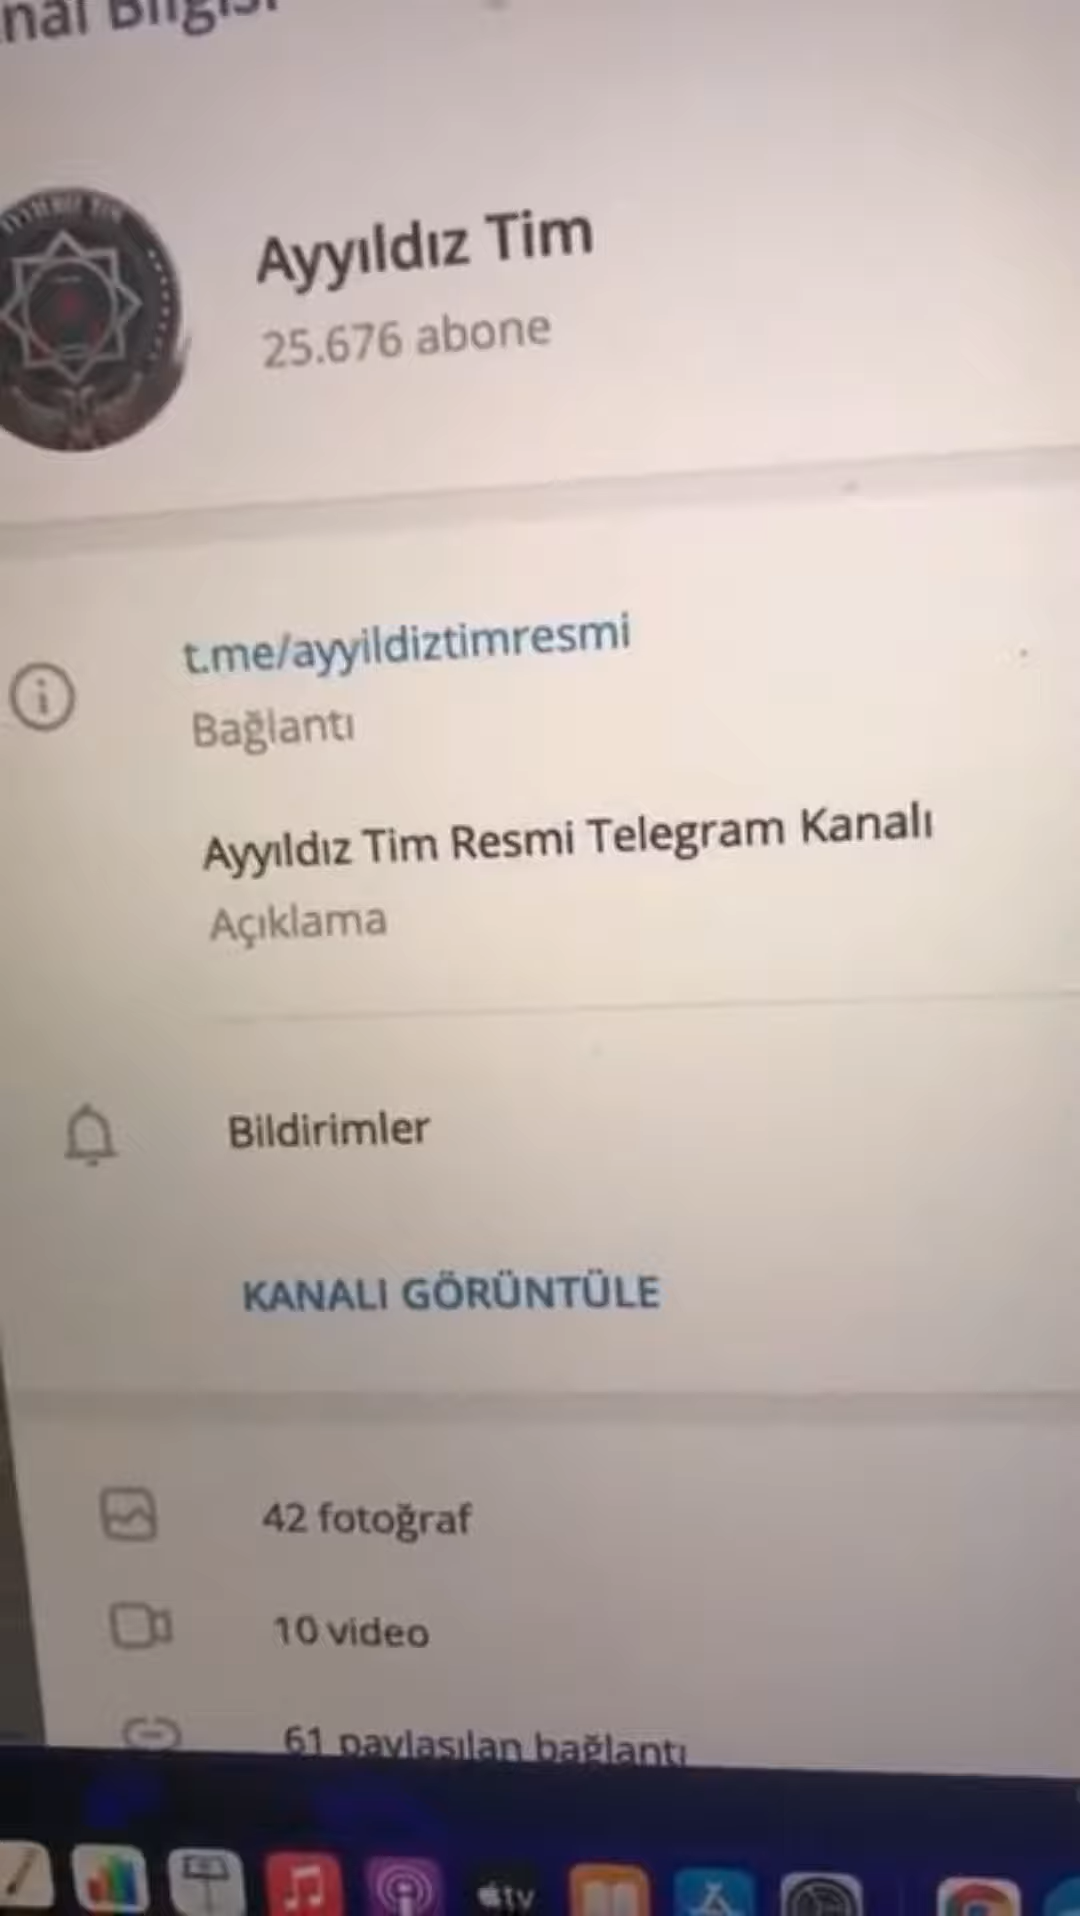 Ayyıldız Tim
25.676 abone
t.me/ayyildiztimresmi
Bağlantı
Ayyıldız Tim Resmi Telegram Kanalı
Açıklama
Bildirimler
KANALI GÖRÜNTÜLE
42 fotoğraf
10 video
61 paylaşılan bağlantı
tv